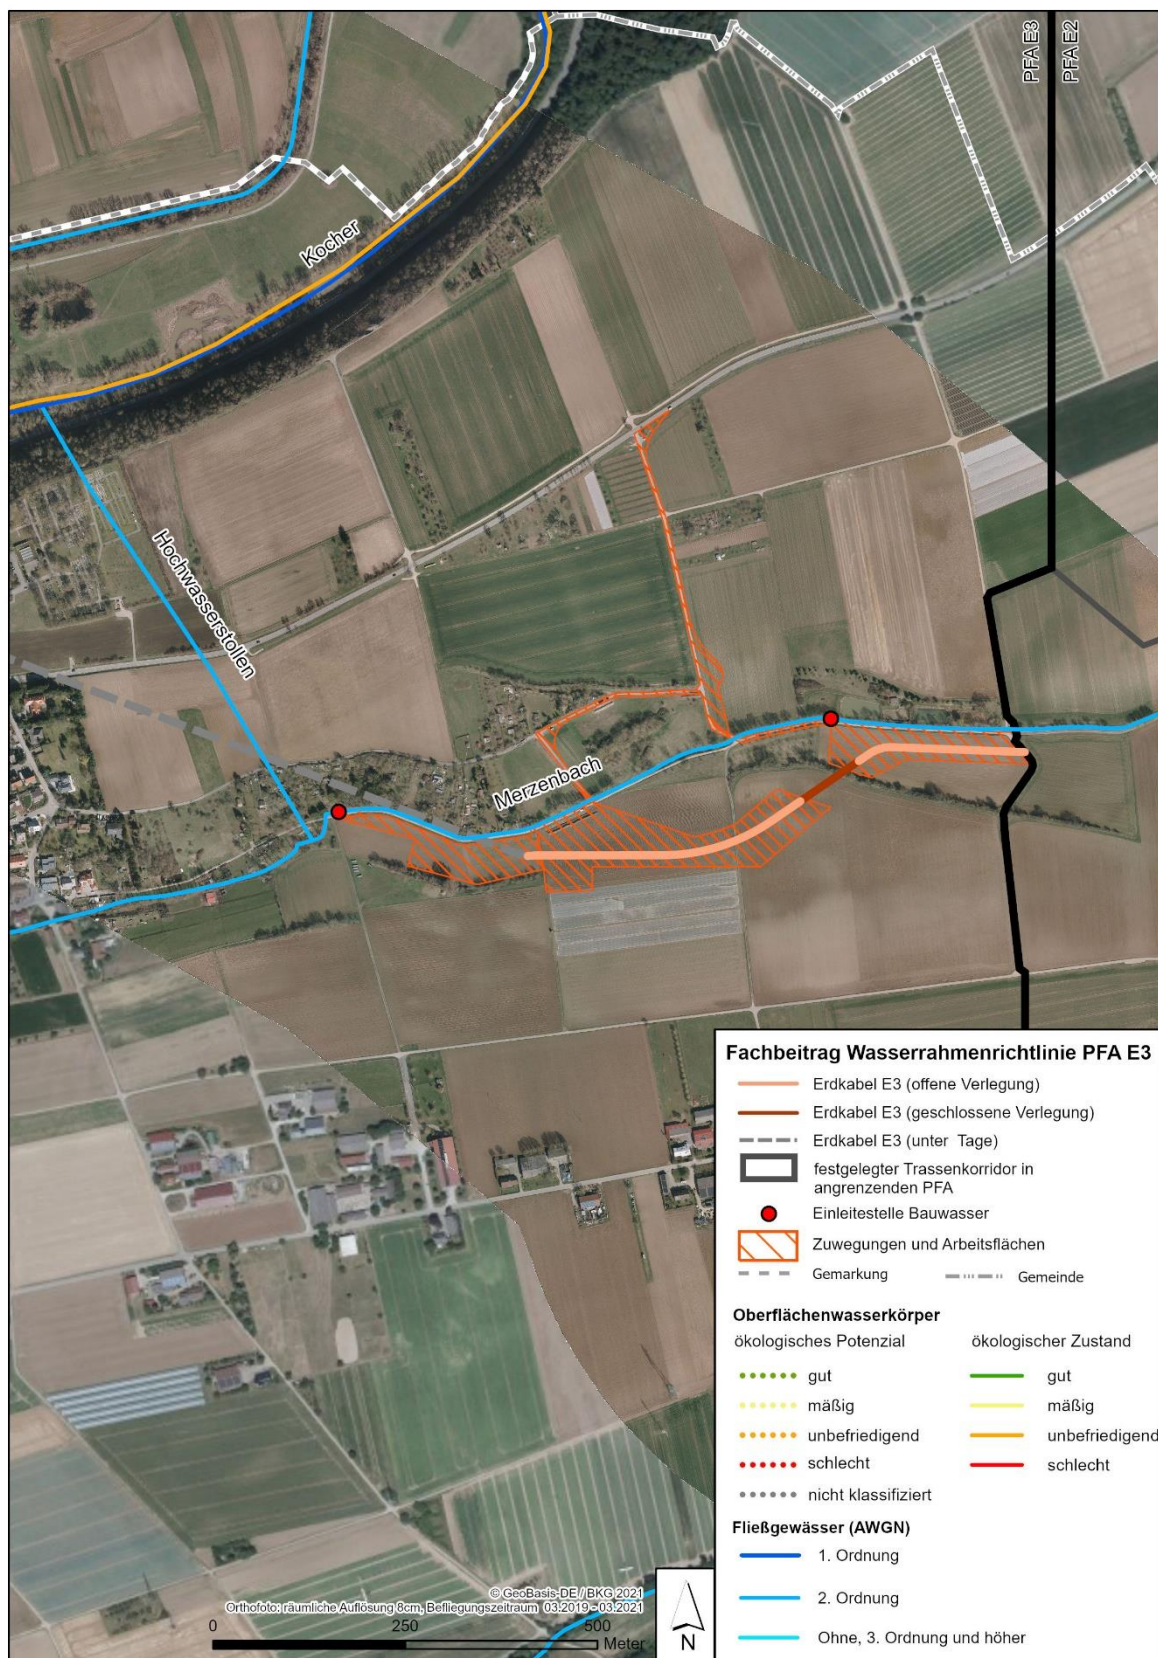 PFA E3
PFA E2
Kocher
Hochwasserstollen
Merzenbach
Fachbeitrag Wasserrahmenrichtlinie PFA E3
Erdkabel E3 (offene Verlegung)
Erdkabel E3 (geschlossene Verlegung)
Erdkabel E3 (unter Tage)
festgelegter Trassenkorridor in
angrenzenden PFA
Einleitestelle Bauwasser
Zuwegungen und Arbeitsflächen
Gemarkung
Gemeinde
Oberflächenwasserkörper
ökologisches Potenzial
ökologischer Zustand
gut
gut
mäßig
mäßig
unbefriedigend
unbefriedigend
schlecht
schlecht
nicht klassifiziert
Fließgewässer (AWGN)
1. Ordnung
2. Ordnung
Ohne, 3. Ordnung und höher
© GeoBasis-DE / BKG 2021
Orthofoto: räumliche Auflösung 8cm, Befliegungszeitraum 03.2019 - 03.2021
0 250 500
Meter
N